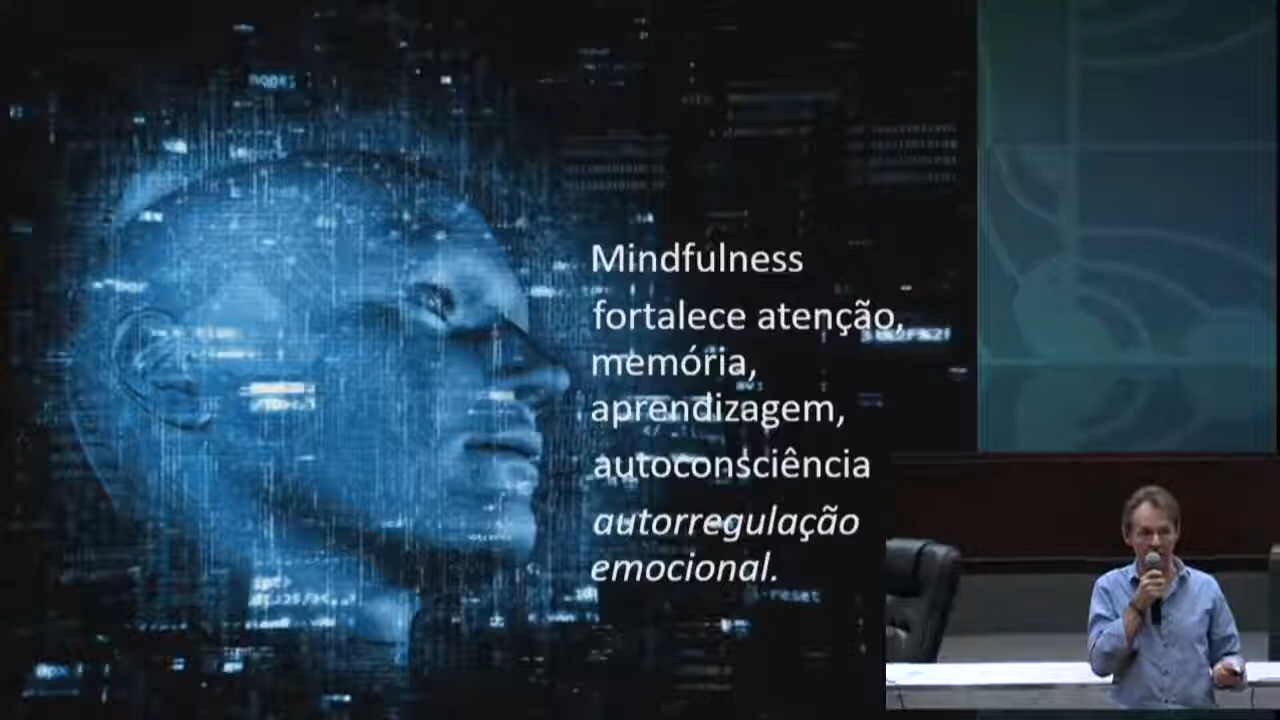 Mindfulness
fortalece atenção,
memória,
aprendizagem,
autoconsciência
autorregulação
emocional.